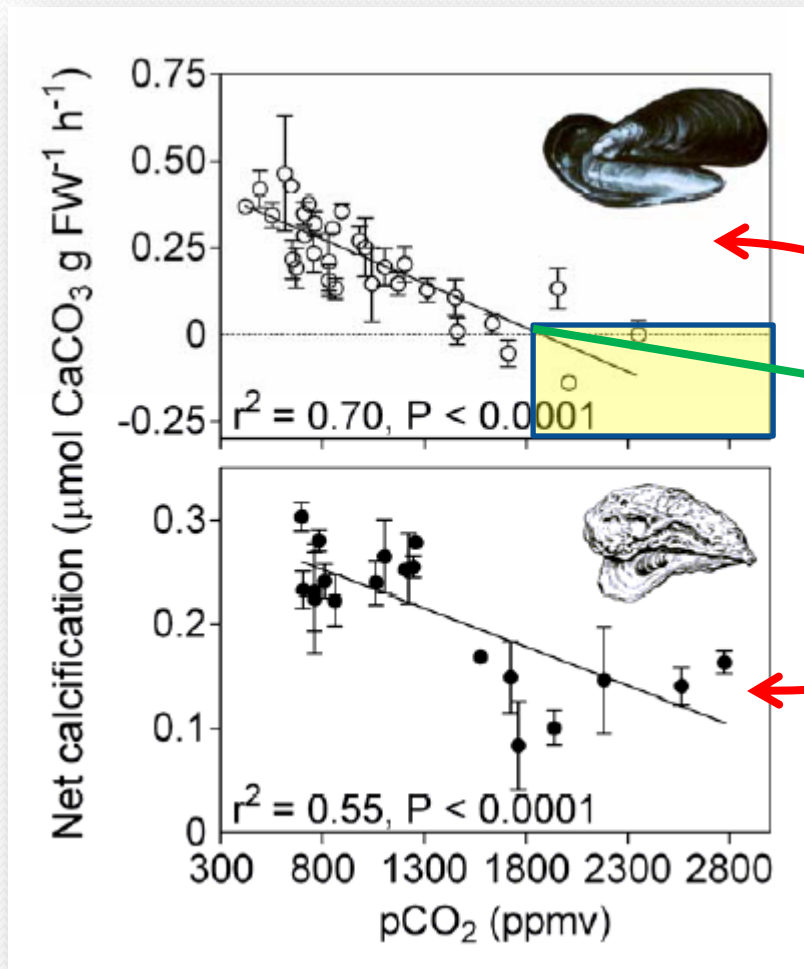 Net calcification (μmol CaCO₃ g FW⁻¹ h⁻¹)
0.75
0.50
0.25
0
-0.25
r² = 0.70, P < 0.0001
0.3
0.2
0.1
0
r² = 0.55, P < 0.0001
300 800 1300 1800 2300 2800
pCO₂ (ppmv)